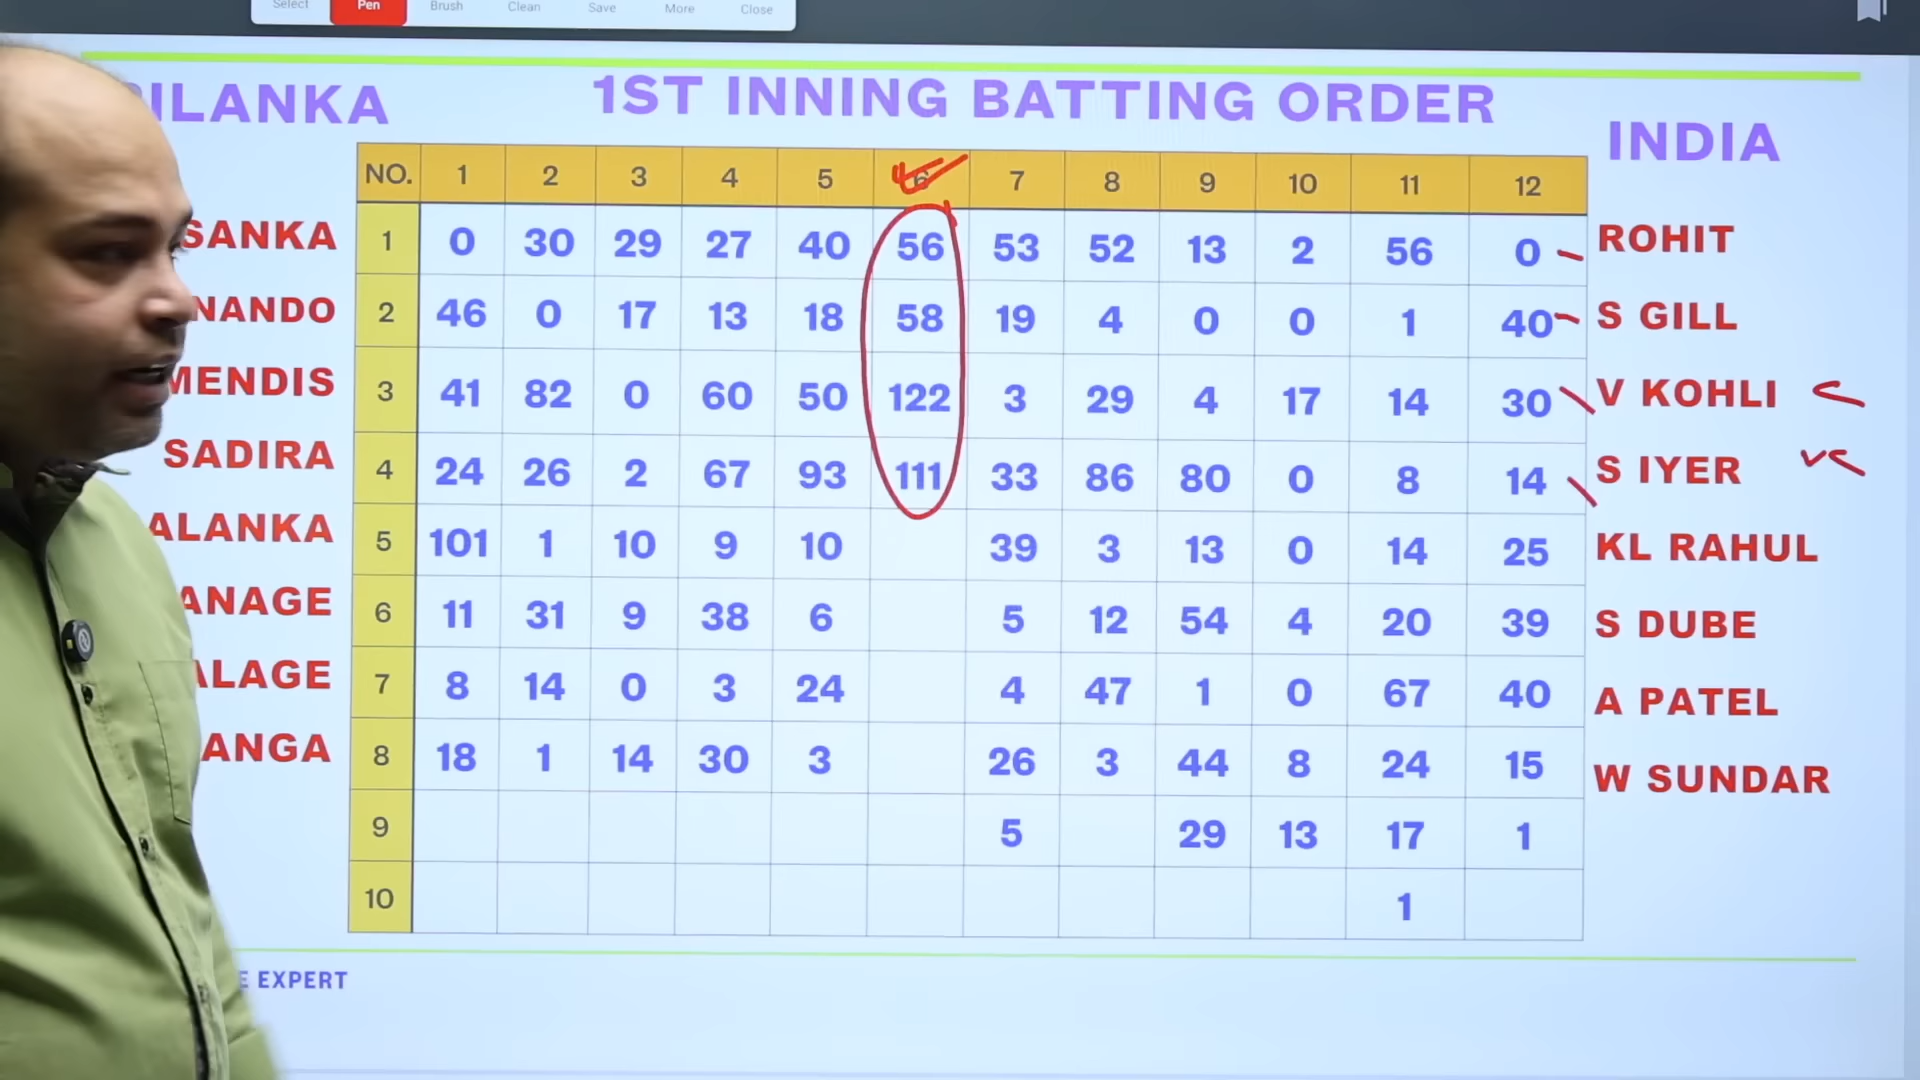 Select Pen Brush Clean Save More Close
1ST INNING BATTING ORDER
INDIA
NO. 1 2 3 4 5 6 7 8 9 10 11 12
1 0 30 29 27 40 56 53 52 13 2 56 0 ROHIT
2 46 0 17 13 18 58 19 4 0 0 1 40 S GILL
MENDIS 3 41 82 0 60 50 122 3 29 4 17 14 30 V KOHLI
SADIRA 4 24 26 2 67 93 111 33 86 80 0 8 14 S IYER
5 101 1 10 9 10 39 3 13 0 14 25 KL RAHUL
6 11 31 9 38 6 5 12 54 4 20 39 S DUBE
7 8 14 0 3 24 4 47 1 0 67 40 A PATEL
8 18 1 14 30 3 26 3 44 8 24 15 W SUNDAR
9 5 29 13 17 1
10 1
EXPERT